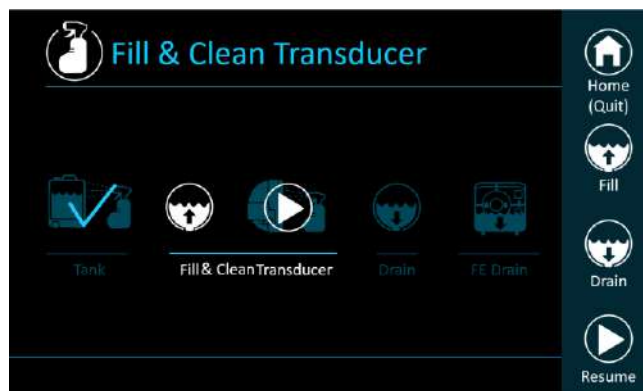 Fill & Clean Transducer
Home
(Quit)
Fill
Tank
Fill & Clean Transducer
Drain
FE Drain
Drain
Resume